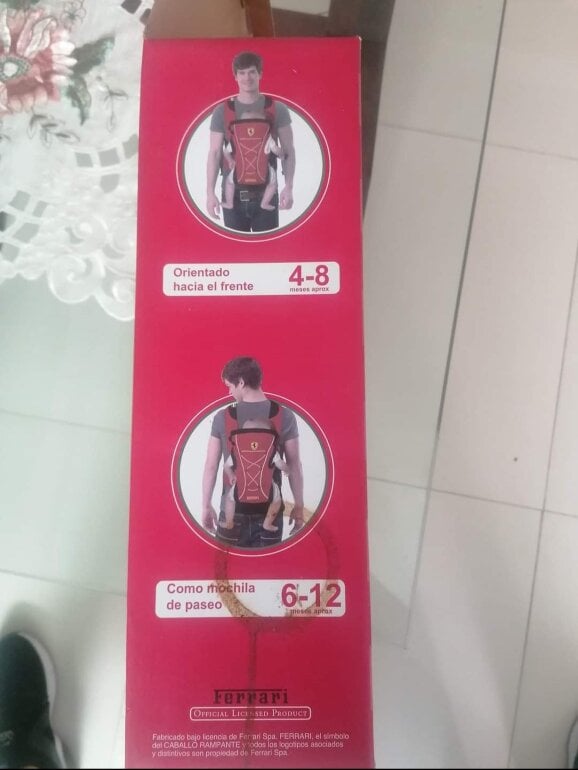 Orientado
hacia el frente
4-8
meses aprox
Como mochila
de paseo
6-12
meses aprox
Ferrari
OFFICIAL LICENSED PRODUCT
Fabricado bajo licencia de Ferrari Spa. FERRARI, el símbolo
del CABALLO RAMPANTE y todos los logotipos asociados
y distintivos son propiedad de Ferrari Spa.